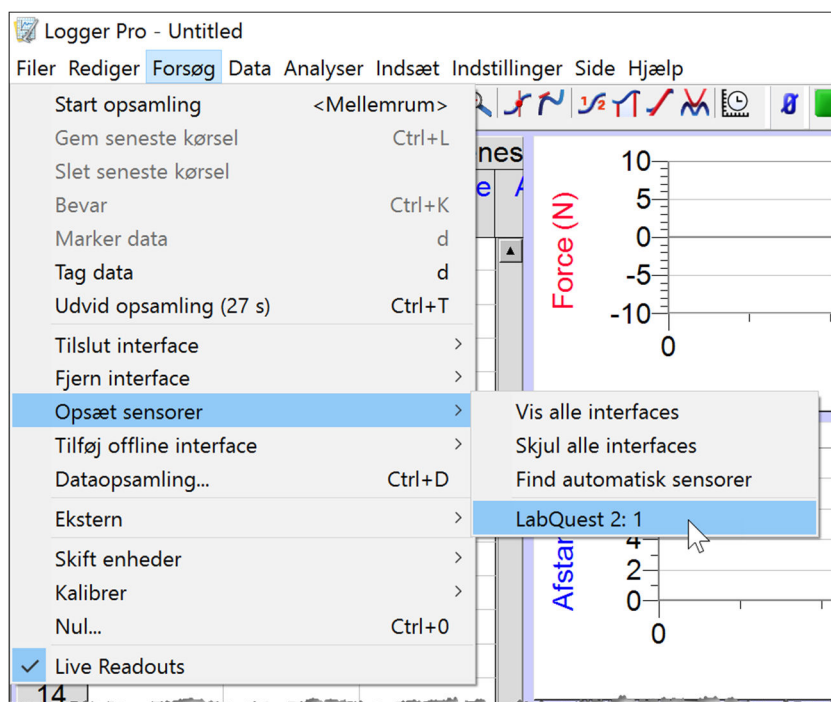 Logger Pro - Untitled
Filer Rediger Forsøg Data Analyser Indsæt Indstillinger Side Hjælp
Start opsamling <Mellemrum>
Gem seneste kørsel Ctrl+L
Slet seneste kørsel
Bevar Ctrl+K
Marker data d
Tag data d
Udvid opsamling (27 s) Ctrl+T
Tilslut interface
Fjern interface
Opsæt sensorer
Tilføj offline interface
Dataopsamling... Ctrl+D
Ekstern
Skift enheder
Kalibrer
Nul... Ctrl+0
Live Readouts
14
Vis alle interfaces
Skjul alle interfaces
Find automatisk sensorer
LabQuest 2: 1
1/2
nes
e
Force (N)
10
5
0
-5
-10
0
Afstan
4
2
0
0